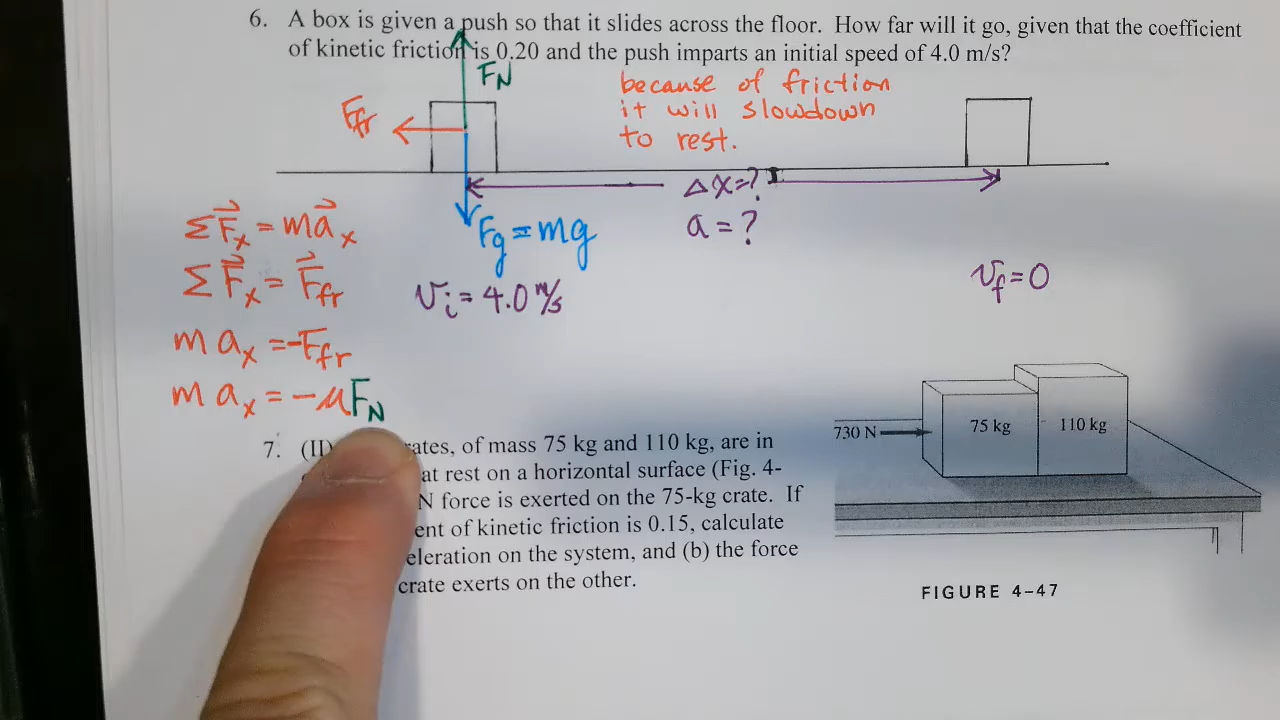 6. A box is given a push so that it slides across the floor. How far will it go, given that the coefficient
of kinetic friction is 0.20 and the push imparts an initial speed of 4.0 m/s?
FN
because of friction
it will slowdown
to rest.
Ffr
Δx=?
a = ?
Fg = mg
vi = 4.0 m/s
vf = 0
ΣFx = max
ΣFx = Ffr
m ax = -Ffr
m ax = -μFN
7. (II) rates, of mass 75 kg and 110 kg, are in
at rest on a horizontal surface (Fig. 4-
N force is exerted on the 75-kg crate. If
ent of kinetic friction is 0.15, calculate
eleration on the system, and (b) the force
crate exerts on the other.
730 N
75 kg
110 kg
FIGURE 4-47